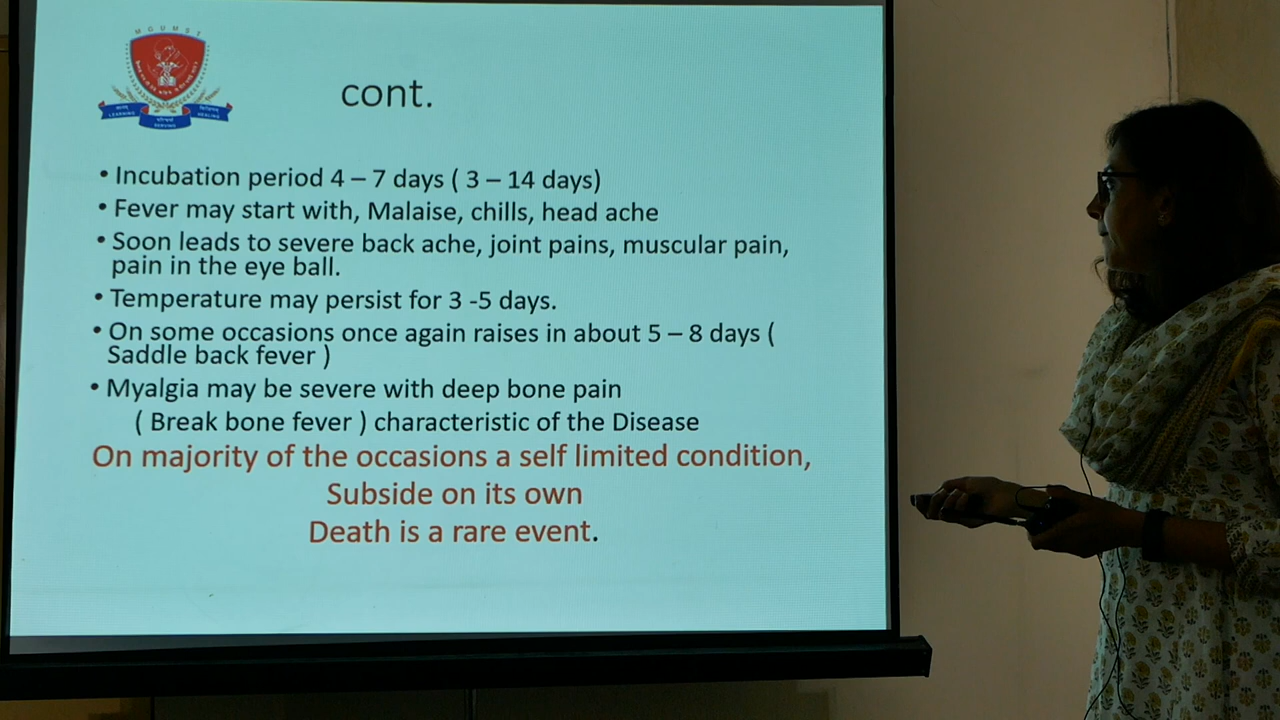 MGUMST
LEARNING
SERVING
HEALING
cont.
• Incubation period 4 – 7 days ( 3 – 14 days)
• Fever may start with, Malaise, chills, head ache
• Soon leads to severe back ache, joint pains, muscular pain,
pain in the eye ball.
• Temperature may persist for 3 -5 days.
• On some occasions once again raises in about 5 – 8 days (
Saddle back fever )
• Myalgia may be severe with deep bone pain
( Break bone fever ) characteristic of the Disease
On majority of the occasions a self limited condition,
Subside on its own
Death is a rare event.